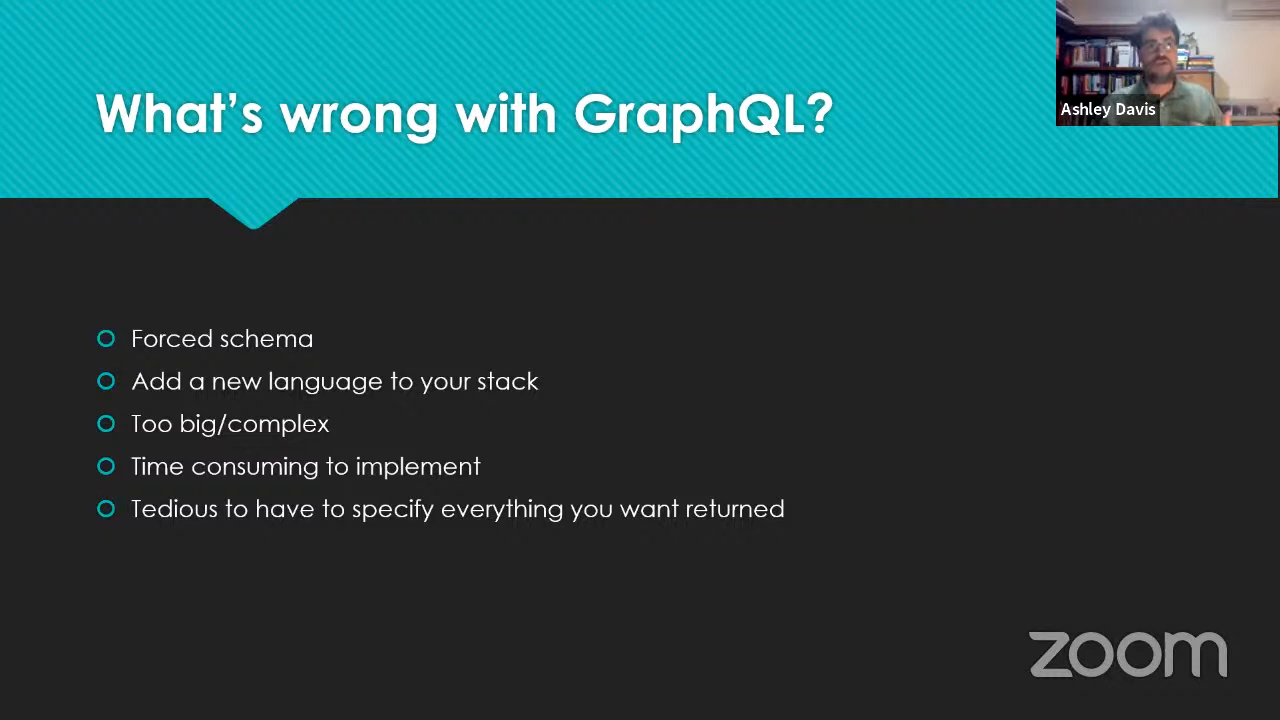 What's wrong with GraphQL?
Ashley Davis
Forced schema
Add a new language to your stack
Too big/complex
Time consuming to implement
Tedious to have to specify everything you want returned
zoom